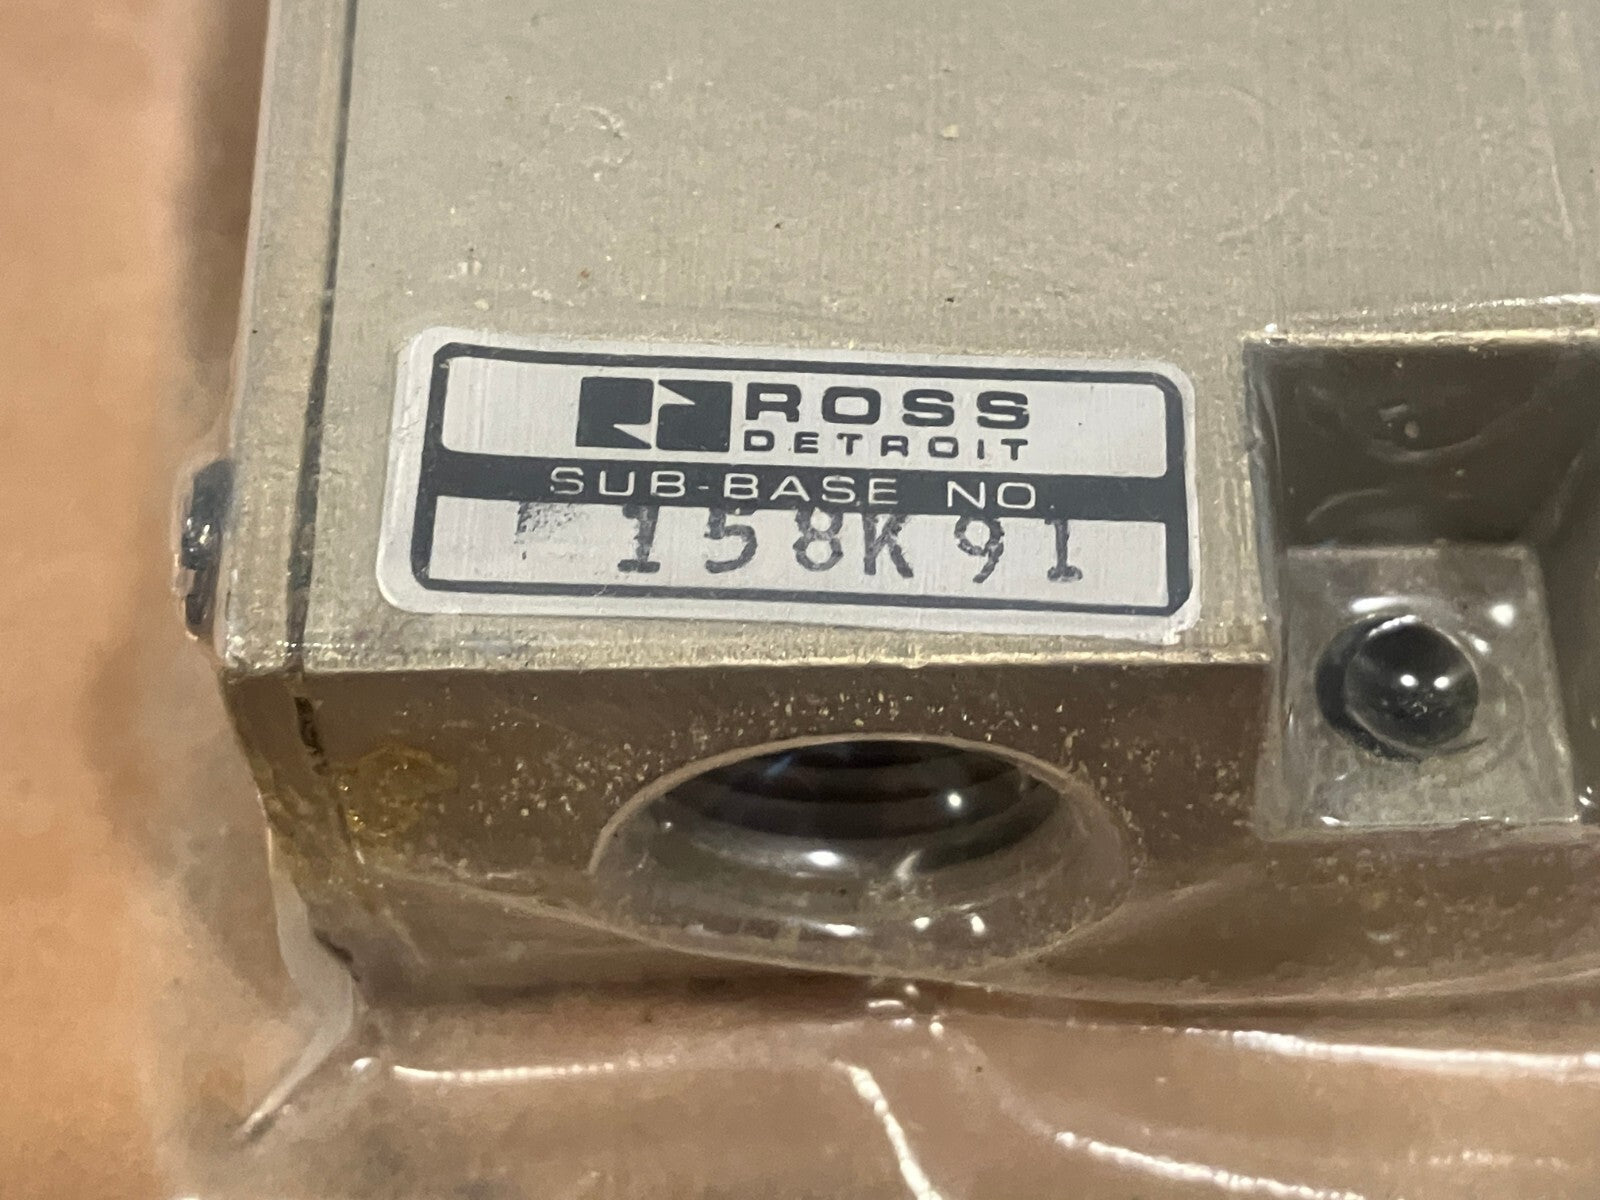 ROSS
DETROIT
SUB-BASE NO.
158K91